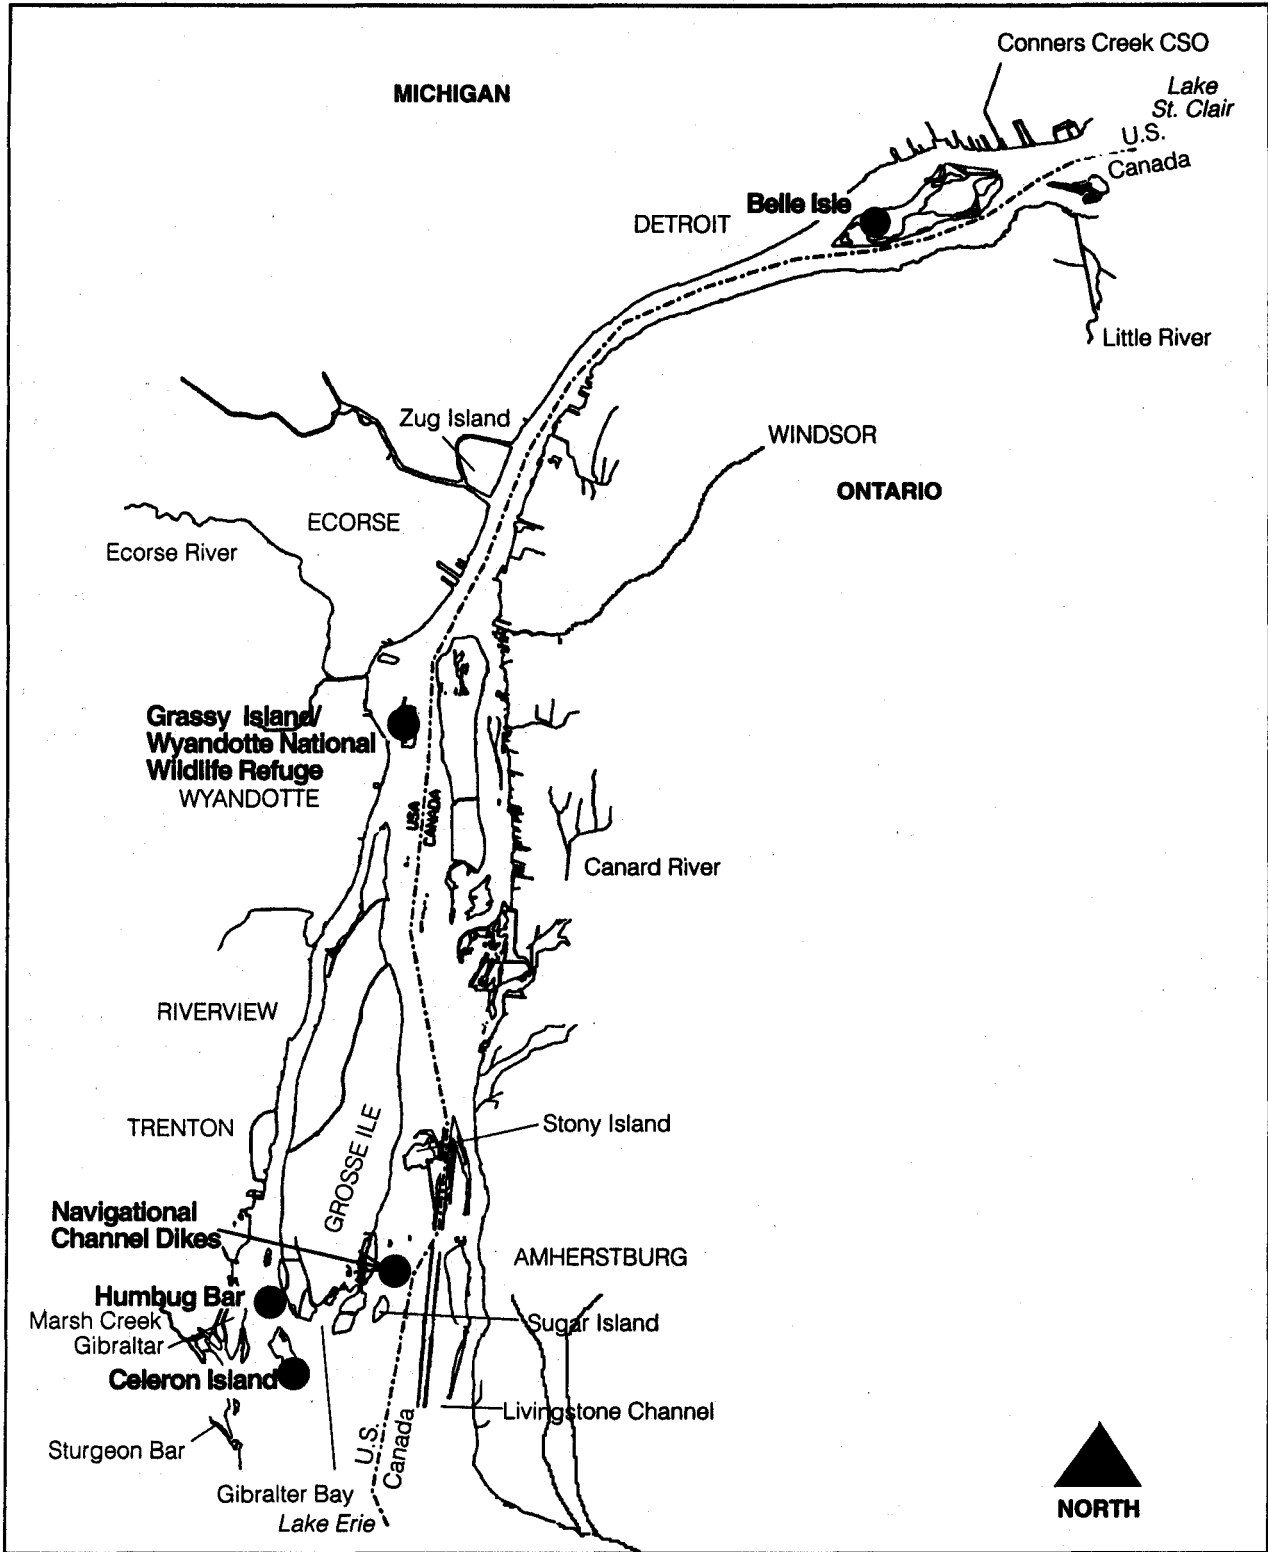 Conners Creek CSO
MICHIGAN
Lake
St. Clair
U.S.
Canada
Belle Isle
DETROIT
Little River
Zug Island
WINDSOR
ONTARIO
ECORSE
Ecorse River
Grassy Island/
Wyandotte National
Wildlife Refuge
WYANDOTTE
USA
CANADA
Canard River
RIVERVIEW
Stony Island
TRENTON
GROSSE ILE
Navigational
Channel Dikes
AMHERSTBURG
Humbug Bar
Marsh Creek
Gibraltar
Sugar Island
Celeron Island
Livingstone Channel
Sturgeon Bar
U.S.
Canada
Gibralter Bay
Lake Erie
NORTH